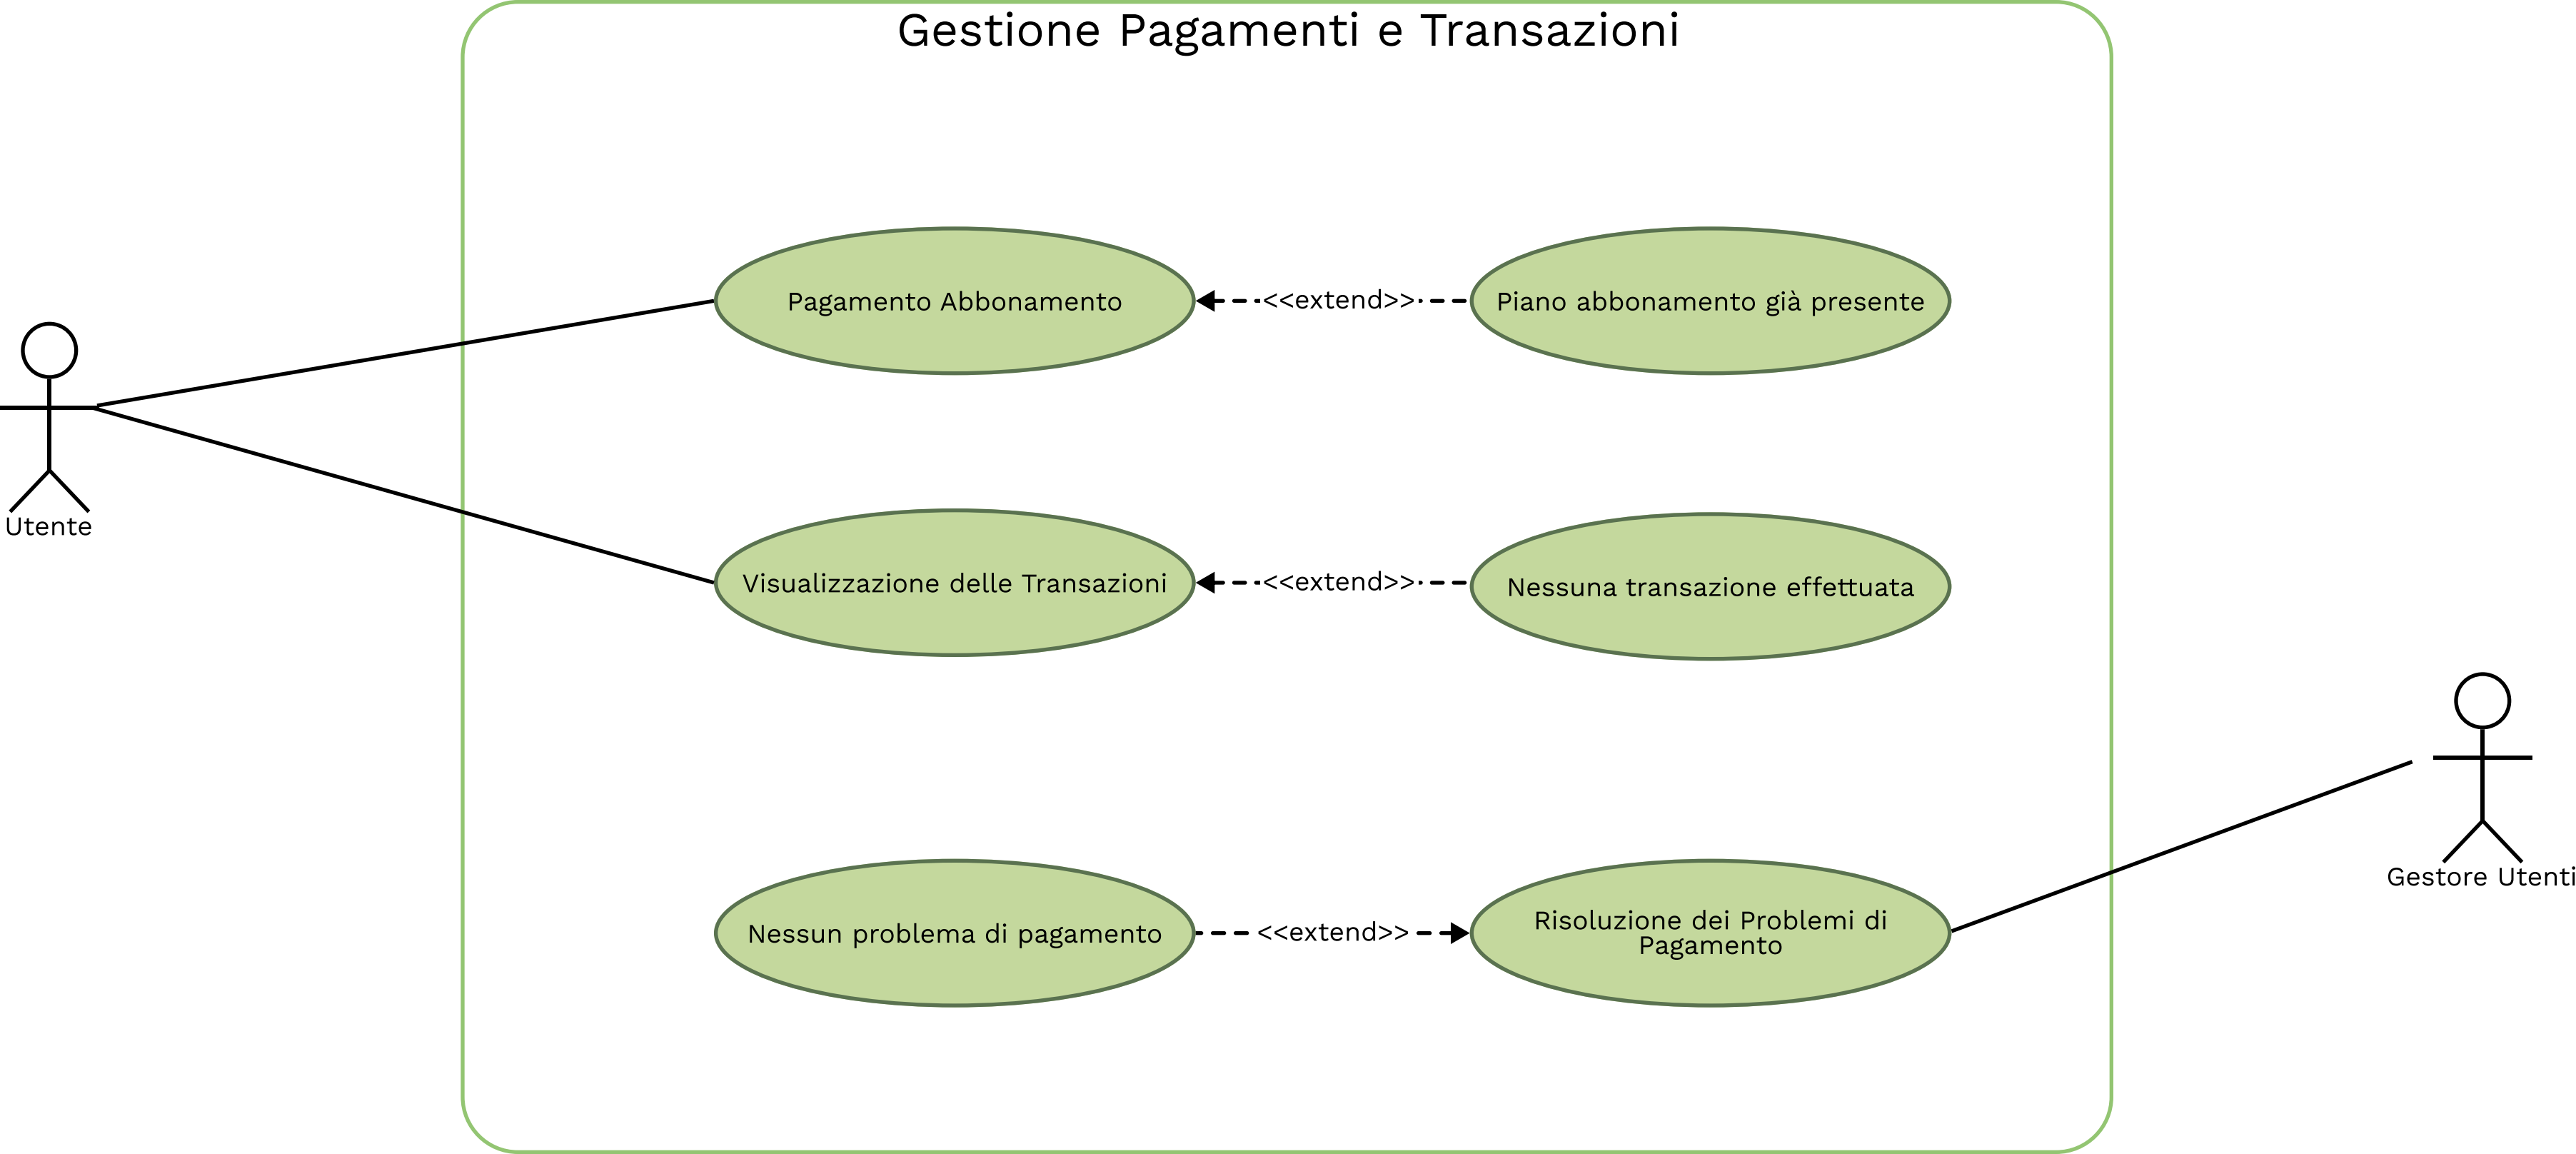 Gestione Pagamenti e Transazioni
Pagamento Abbonamento
<<extend>>
Piano abbonamento già presente
Utente
Visualizzazione delle Transazioni
<<extend>>
Nessuna transazione effettuata
Gestore Utenti
Nessun problema di pagamento
<<extend>>
Risoluzione dei Problemi di
Pagamento